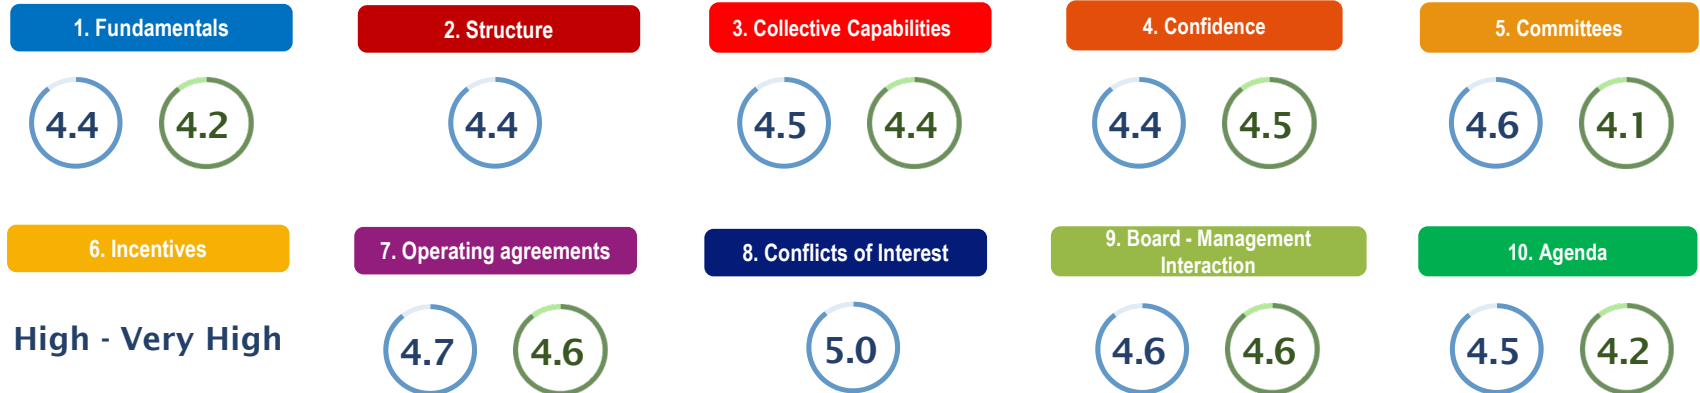 1. Fundamentals
2. Structure
3. Collective Capabilities
4. Confidence
5. Committees
4.4
4.2
4.4
4.5
4.4
4.4
4.5
4.6
4.1
6. Incentives
7. Operating agreements
8. Conflicts of Interest
9. Board - Management
Interaction
10. Agenda
High - Very High
4.7
4.6
5.0
4.6
4.6
4.5
4.2